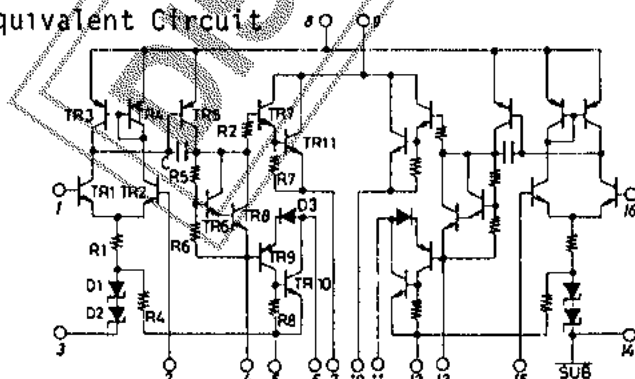 quivalent Circuit
8 9
TR3 TR4 TR5 TR7
R2 TR11
C R5 R7
TR1 TR2 D3
1 TR6 TR8 16
R1 R6 TR9
D1 TR10
D2 R4 R8
3 14
2 4 5 6 7 10 11 12 13 15 SUB